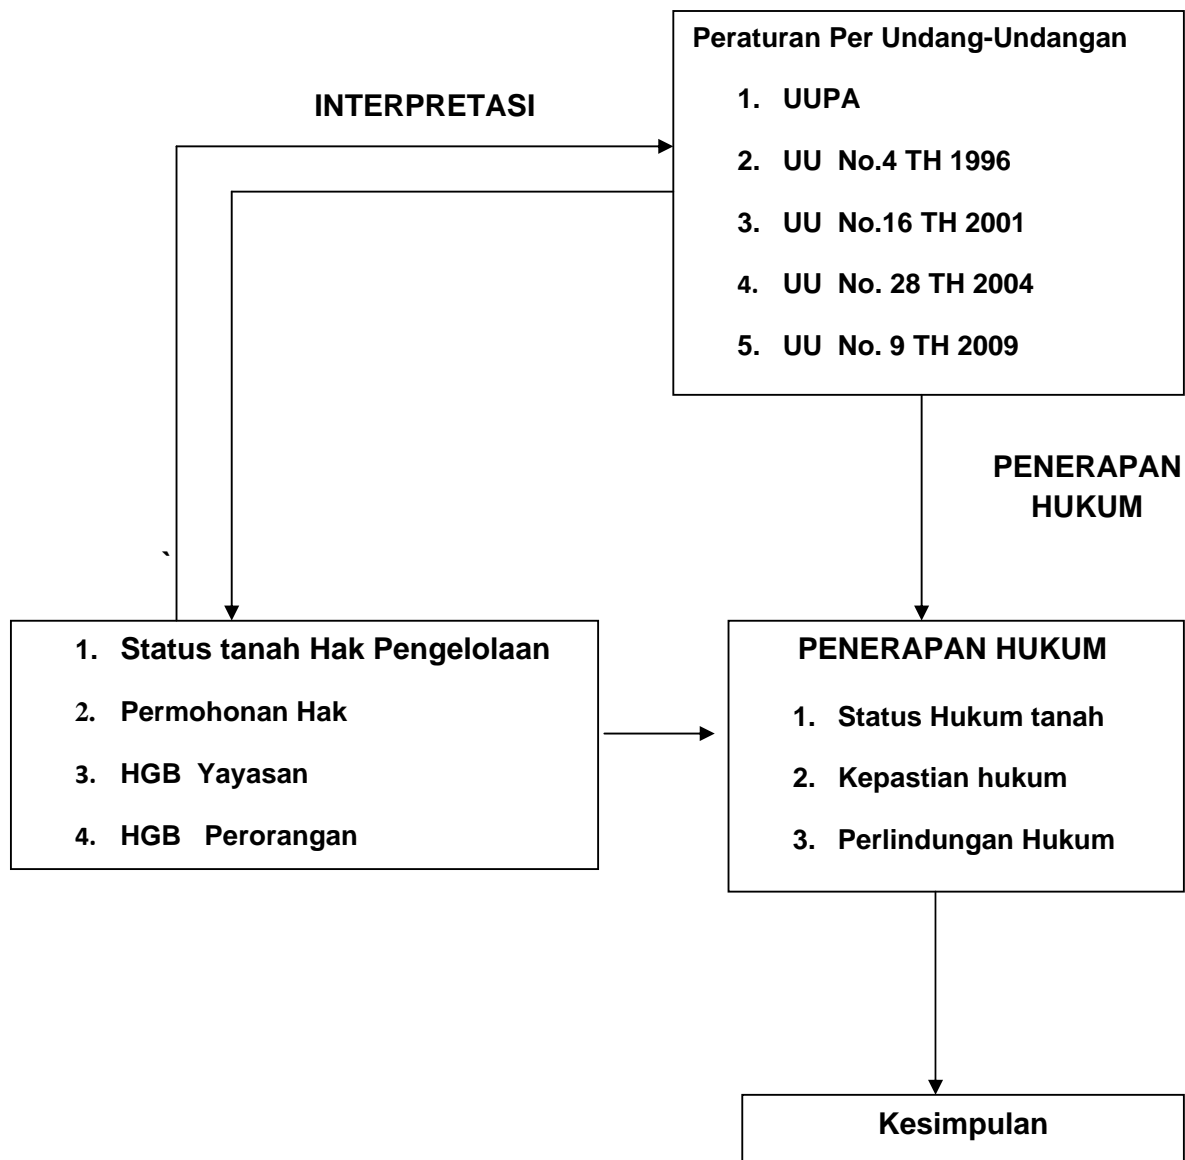 Peraturan Per Undang-Undangan
1. UUPA
2. UU No.4 TH 1996
3. UU No.16 TH 2001
4. UU No. 28 TH 2004
5. UU No. 9 TH 2009
INTERPRETASI
PENERAPAN
HUKUM
`
1. Status tanah Hak Pengelolaan
2. Permohonan Hak
3. HGB Yayasan
4. HGB Perorangan
PENERAPAN HUKUM
1. Status Hukum tanah
2. Kepastian hukum
3. Perlindungan Hukum
Kesimpulan